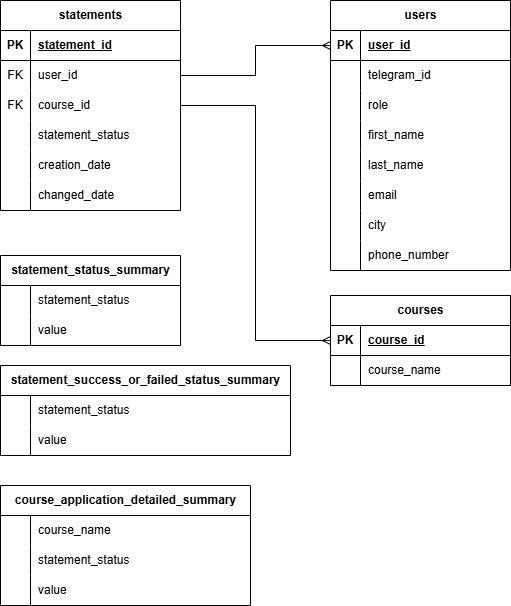 statements
PK statement_id
FK user_id
FK course_id
statement_status
creation_date
changed_date
users
PK user_id
telegram_id
role
first_name
last_name
email
city
phone_number
statement_status_summary
statement_status
value
courses
PK course_id
course_name
statement_success_or_failed_status_summary
statement_status
value
course_application_detailed_summary
course_name
statement_status
value